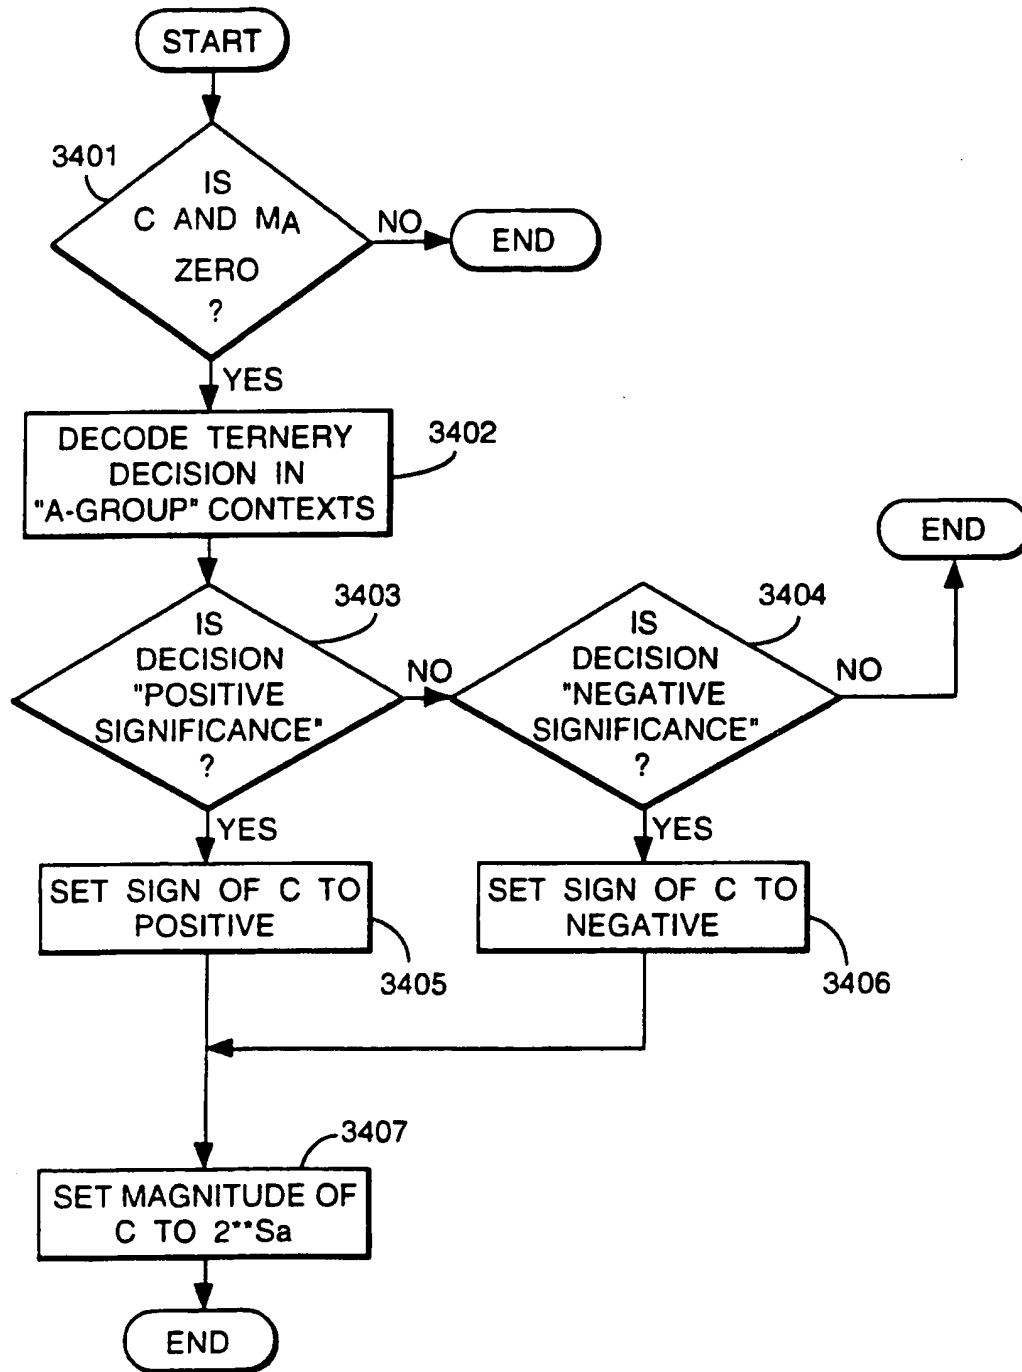 START
3401
IS
C AND MA
ZERO
?
NO
END
YES
DECODE TERNERY
DECISION IN
"A-GROUP" CONTEXTS
3402
END
3403
IS
DECISION
"POSITIVE
SIGNIFICANCE"
?
NO
3404
IS
DECISION
"NEGATIVE
SIGNIFICANCE"
?
NO
YES
YES
SET SIGN OF C TO
POSITIVE
3405
SET SIGN OF C TO
NEGATIVE
3406
3407
SET MAGNITUDE OF
C TO 2**Sa
END